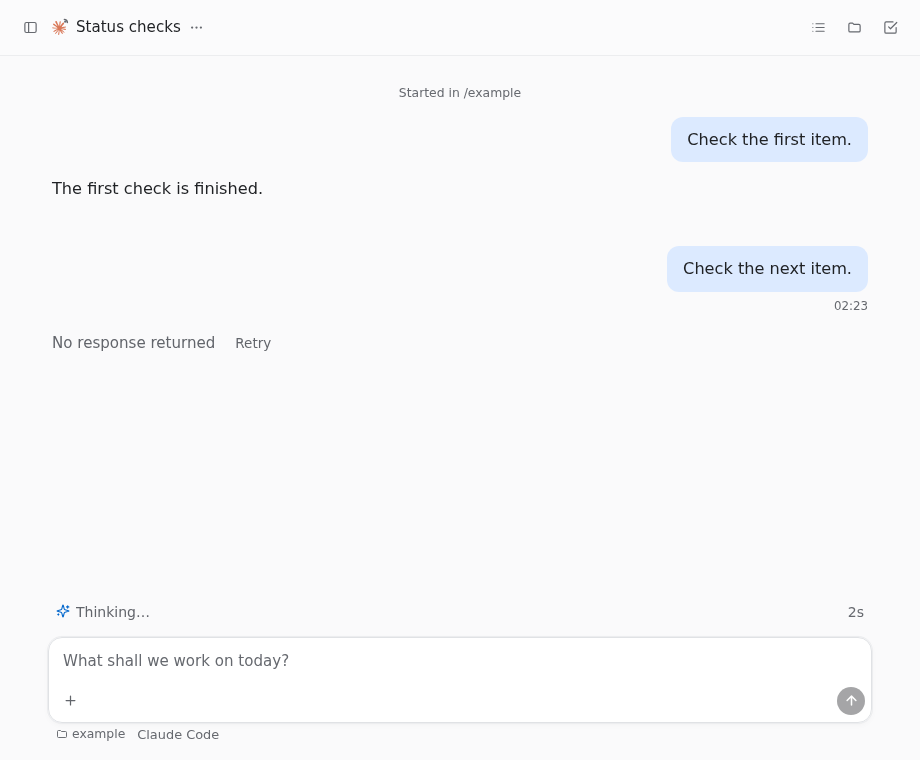 Status checks
Started in /example
Check the first item.
The first check is finished.
Check the next item.
02:23
No response returned Retry
Thinking... 2s
What shall we work on today?
example Claude Code